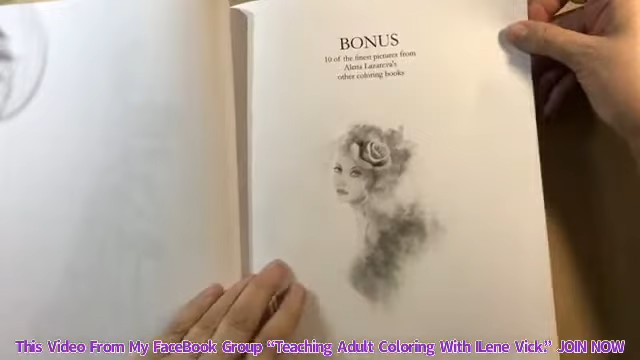 BONUS
10 of the finest pictures from
Alena Lazareva's
other coloring books
This Video From My FaceBook Group “Teaching Adult Coloring With ILene Vick” JOIN NOW